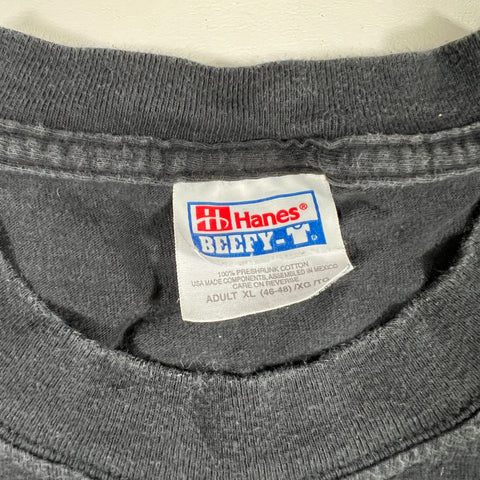 Hanes®
BEEFY-T®
100% PRESHRUNK COTTON
USA MADE COMPONENTS, ASSEMBLED IN MEXICO
CARE ON REVERSE
ADULT XL (46-48) /XG /TG